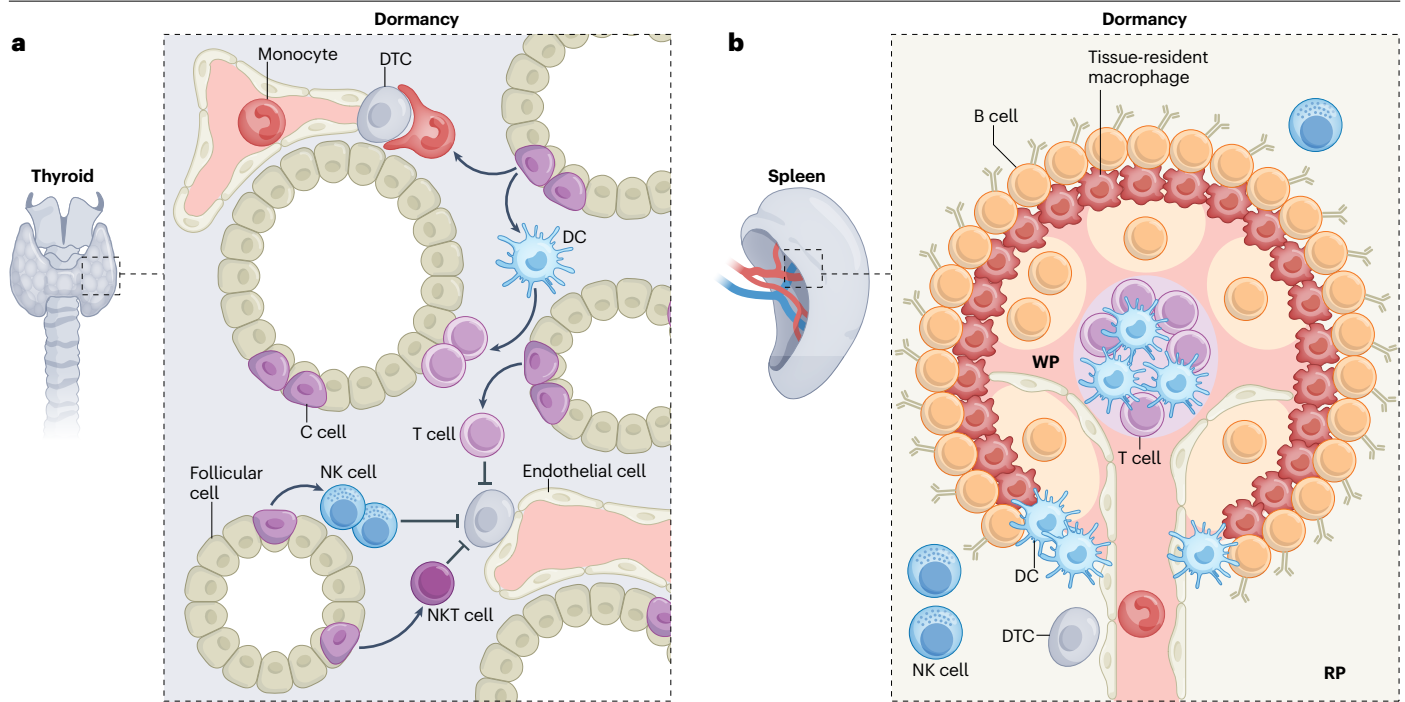 a
Dormancy
Thyroid
Monocyte
DTC
DC
C cell
T cell
Follicular
cell
NK cell
Endothelial cell
NKT cell
b
Dormancy
Spleen
Tissue-resident
macrophage
B cell
WP
T cell
DC
DTC
NK cell
RP